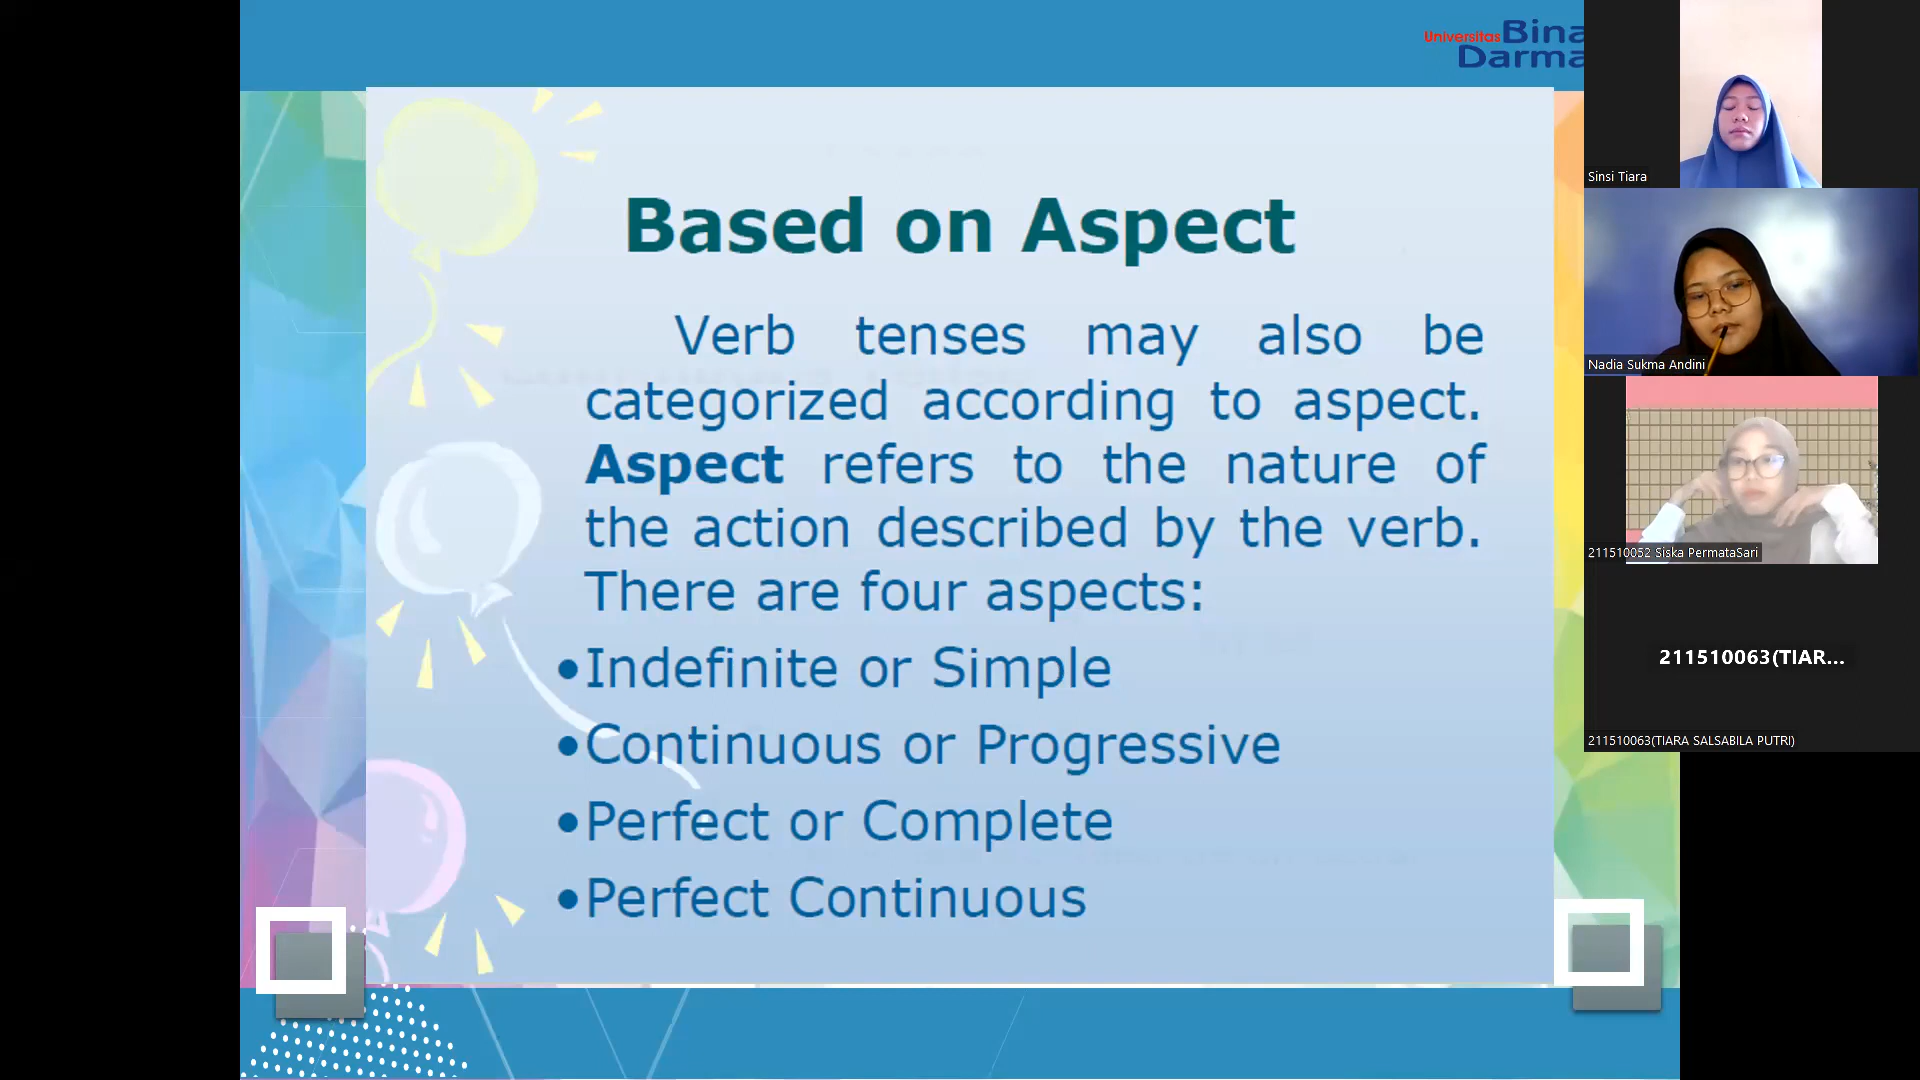 Universitas Bina
Darma
Based on Aspect
Verb tenses may also be
categorized according to aspect.
Aspect refers to the nature of
the action described by the verb.
There are four aspects:
•Indefinite or Simple
•Continuous or Progressive
•Perfect or Complete
•Perfect Continuous
Sinsi Tiara
Nadia Sukma Andini
211510052 Siska PermataSari
211510063(TIAR...
211510063(TIARA SALSABILA PUTRI)